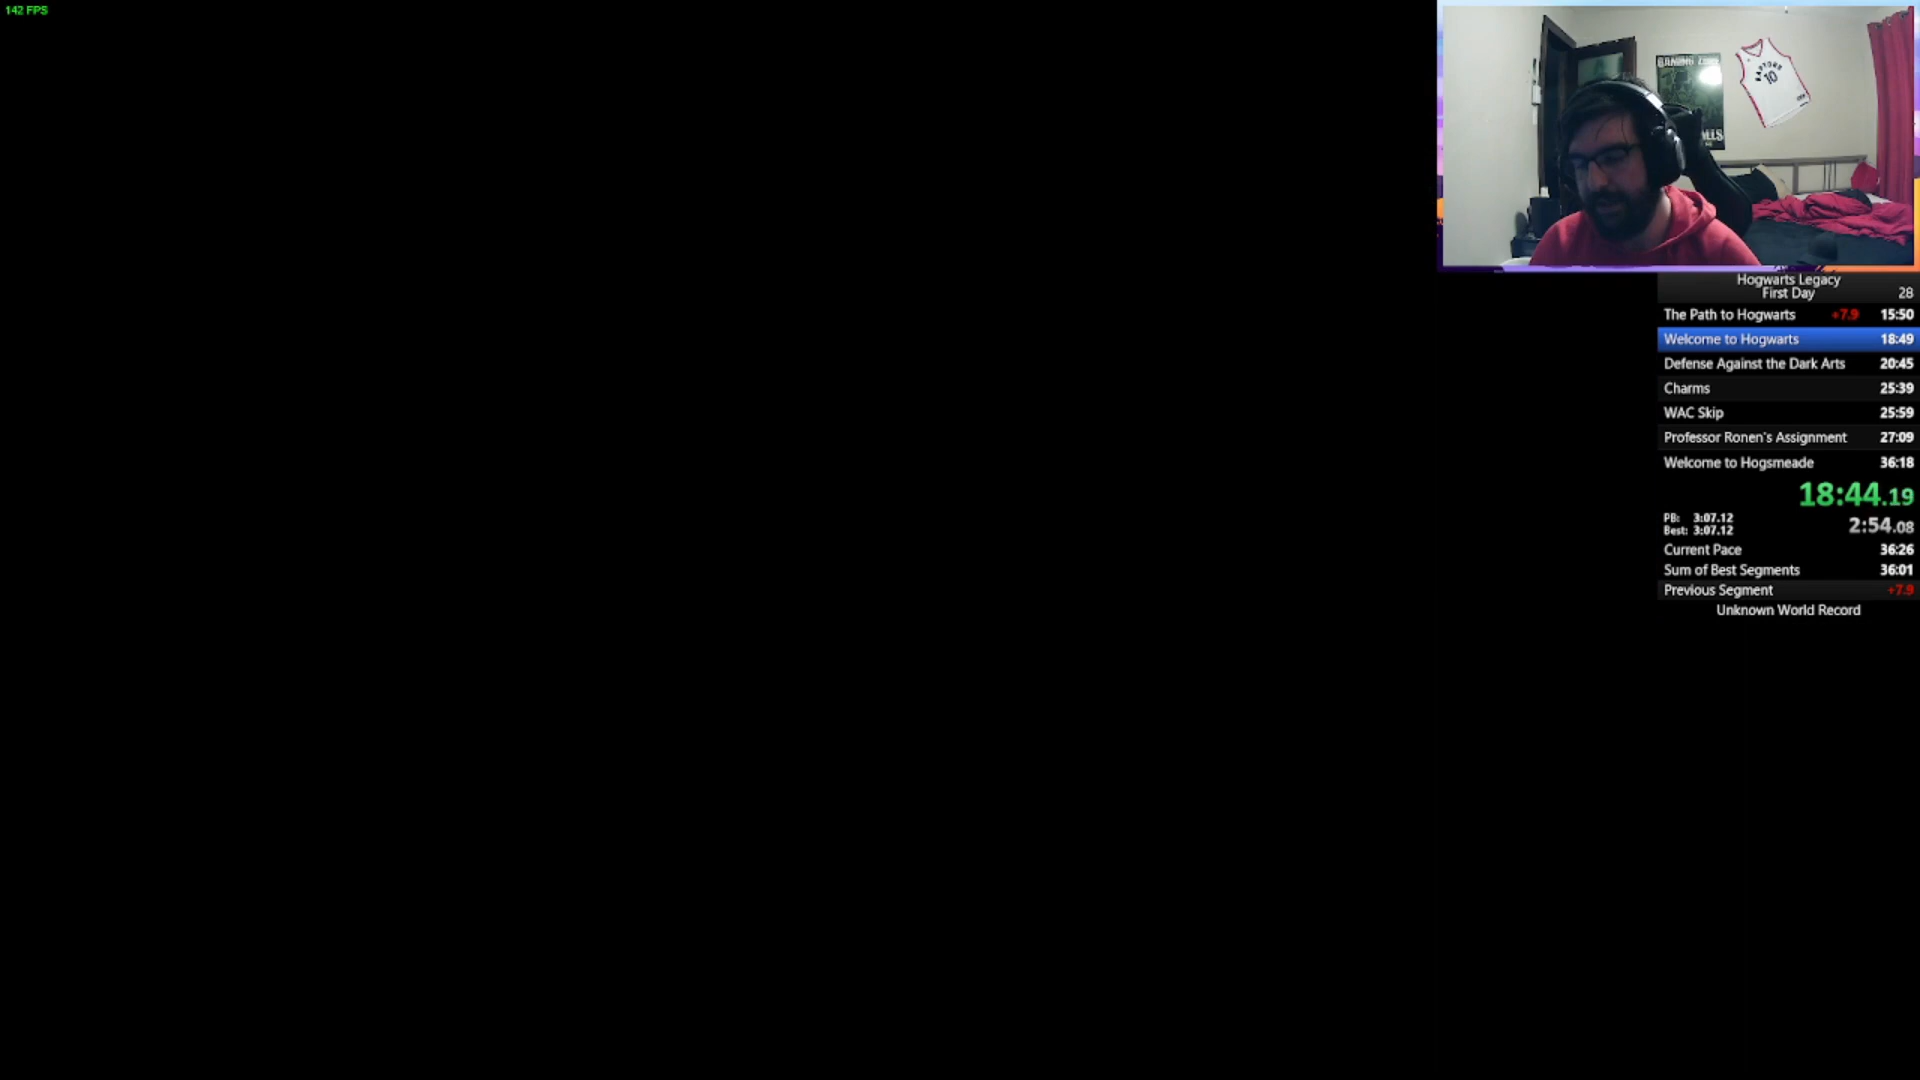 142 FPS
GAMING
RAPTORS
10
Hogwarts Legacy
First Day 28
The Path to Hogwarts +7.9 15:50
Welcome to Hogwarts 18:49
Defense Against the Dark Arts 20:45
Charms 25:39
WAC Skip 25:59
Professor Ronen's Assignment 27:09
Welcome to Hogsmeade 36:18
18:44.19
PB: 3:07.12
Best: 3:07.12
2:54.08
Current Pace 36:26
Sum of Best Segments 36:01
Previous Segment +7.9
Unknown World Record